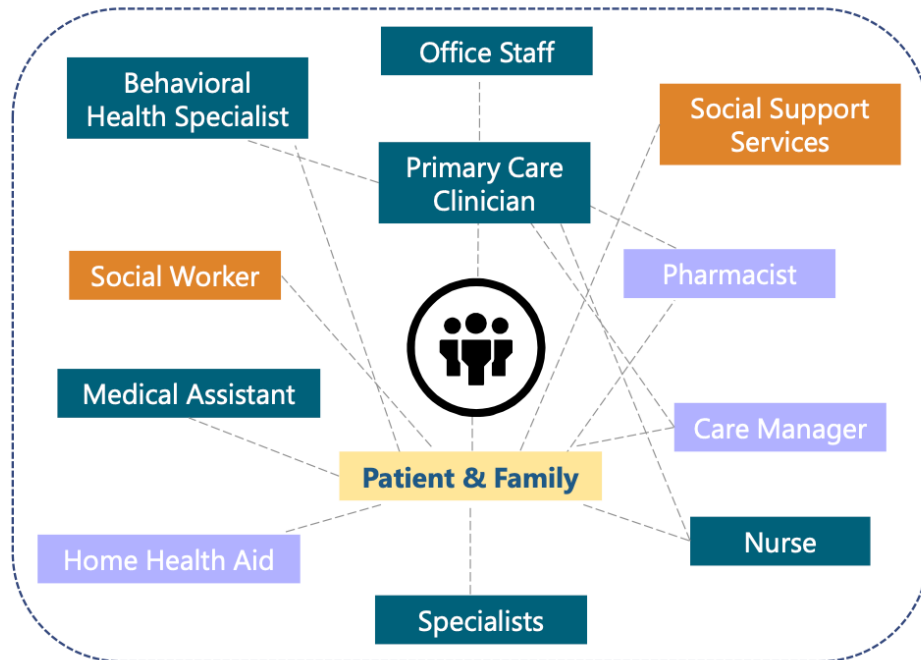 Office Staff
Behavioral
Health Specialist
Social Support
Services
Primary Care
Clinician
Social Worker
Pharmacist
Medical Assistant
Care Manager
Patient & Family
Nurse
Home Health Aid
Specialists